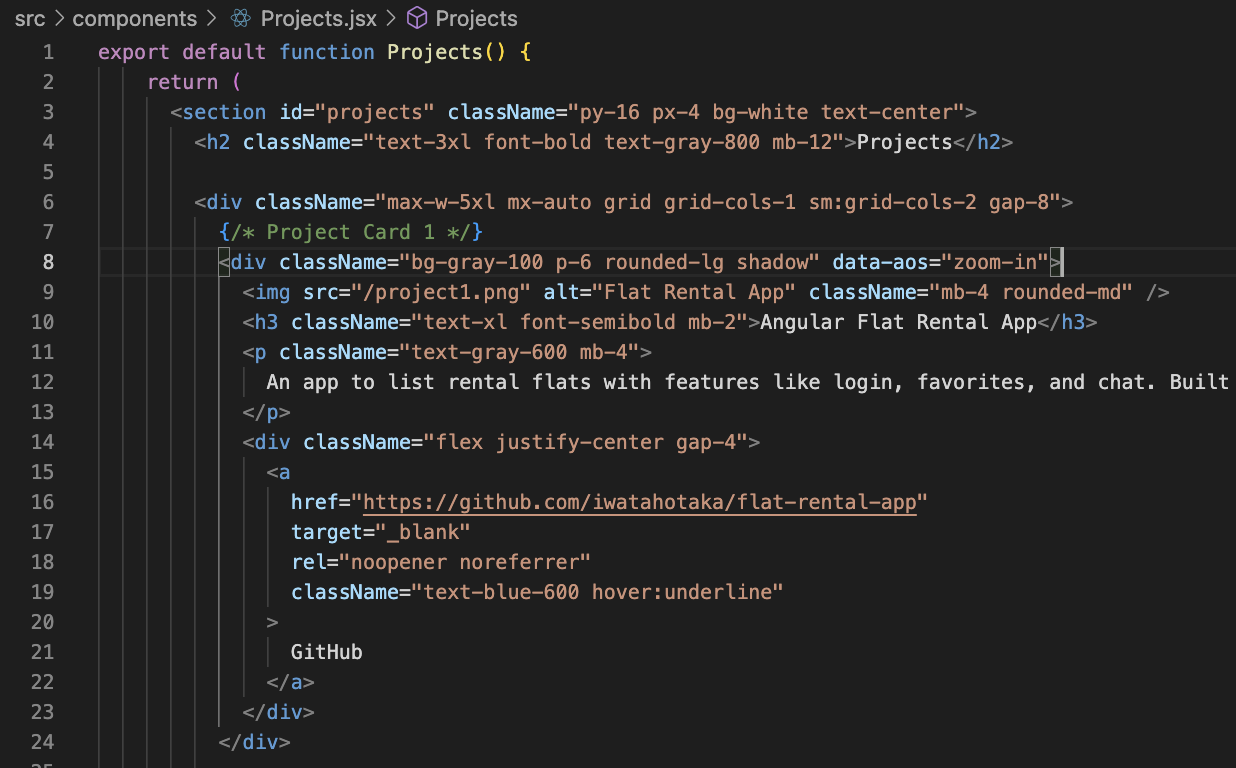 src > components > Projects.jsx > Projects
1 export default function Projects() {
2 return (
3 <section id="projects" className="py-16 px-4 bg-white text-center">
4 <h2 className="text-3xl font-bold text-gray-800 mb-12">Projects</h2>
5
6 <div className="max-w-5xl mx-auto grid grid-cols-1 sm:grid-cols-2 gap-8">
7 {/* Project Card 1 */}
8 <div className="bg-gray-100 p-6 rounded-lg shadow" data-aos="zoom-in">
9 <img src="/project1.png" alt="Flat Rental App" className="mb-4 rounded-md" />
10 <h3 className="text-xl font-semibold mb-2">Angular Flat Rental App</h3>
11 <p className="text-gray-600 mb-4">
12 An app to list rental flats with features like login, favorites, and chat. Built
13 </p>
14 <div className="flex justify-center gap-4">
15 <a
16 href="https://github.com/iwatahotaka/flat-rental-app"
17 target="_blank"
18 rel="noopener noreferrer"
19 className="text-blue-600 hover:underline"
20 >
21 GitHub
22 </a>
23 </div>
24 </div>